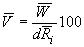 V̅ = W̅ / dR̅ᵢ 100